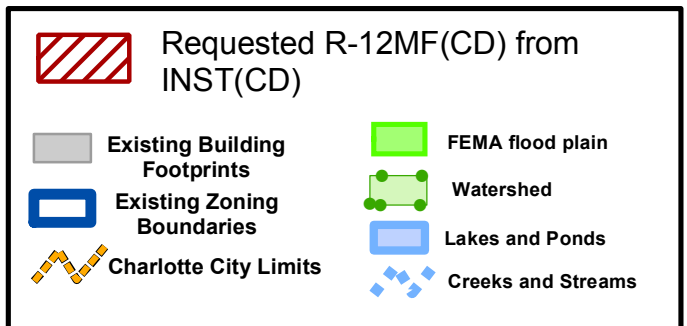 Requested R-12MF(CD) from
INST(CD)
Existing Building
Footprints
Existing Zoning
Boundaries
Charlotte City Limits
FEMA flood plain
Watershed
Lakes and Ponds
Creeks and Streams